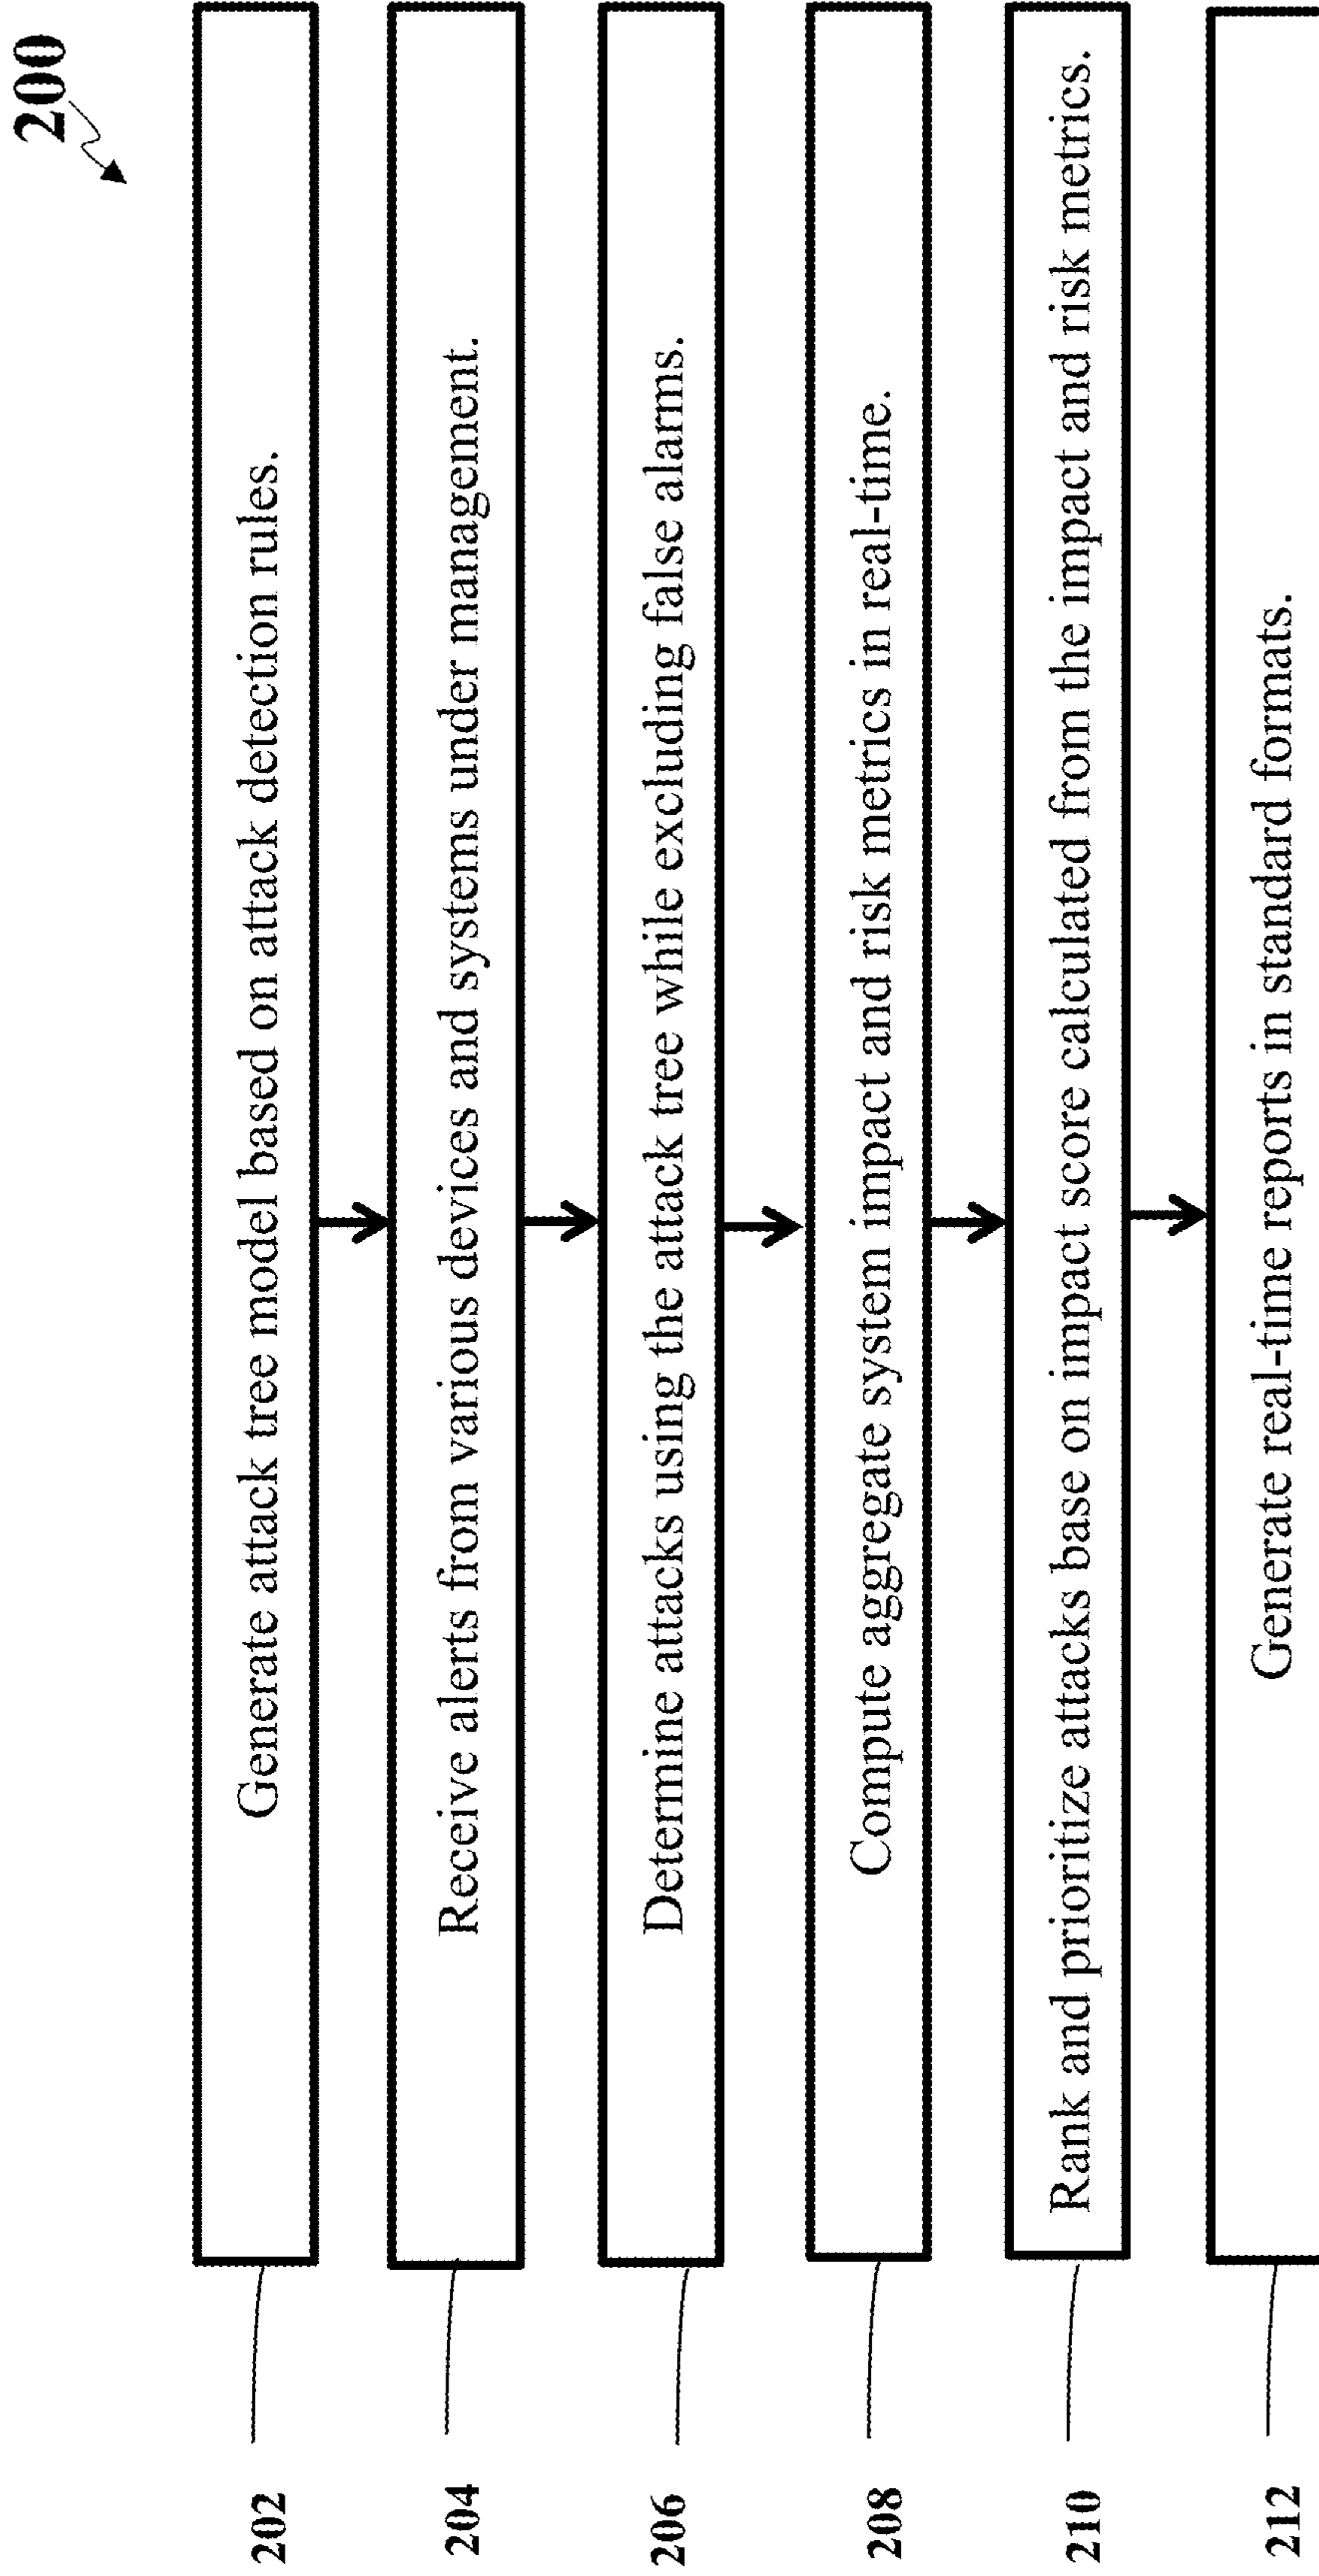 200
202
Generate attack tree model based on attack detection rules.
204
Receive alerts from various devices and systems under management.
206
Determine attacks using the attack tree while excluding false alarms.
208
Compute aggregate system impact and risk metrics in real-time.
210
Rank and prioritize attacks base on impact score calculated from the impact and risk metrics.
212
Generate real-time reports in standard formats.